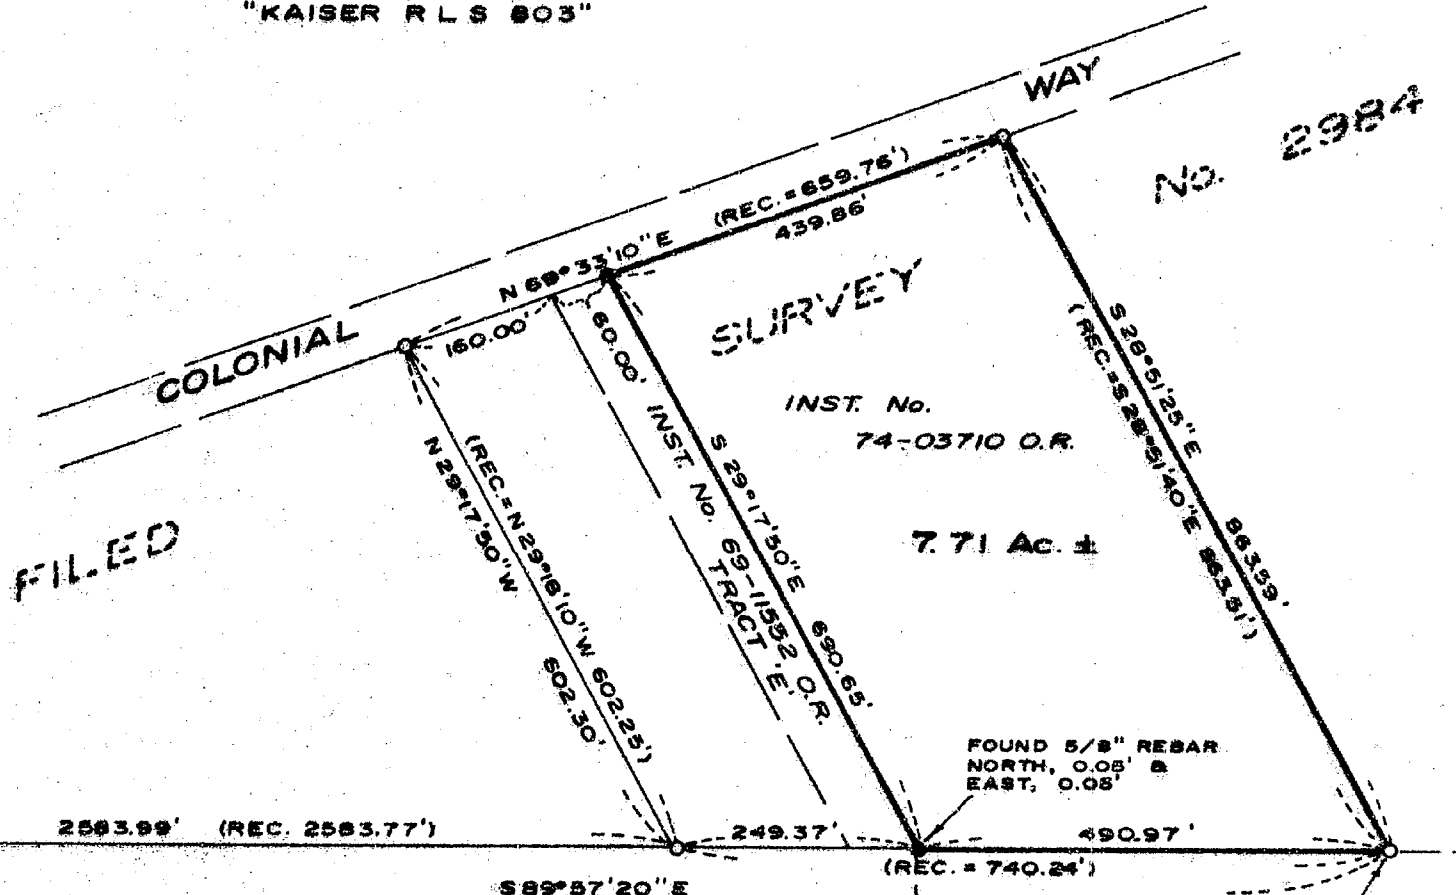 "KAISER R L S 803"
WAY
No. 2984
(REC. = 659.76')
439.86'
N 69° 33' 10" E
COLONIAL
160.00'
60.00'
SURVEY
INST. No.
74-03710 O.R.
7.71 Ac. ±
S 28° 51' 25" E 863.59'
(REC. = S 28° 51' 40" E 863.51')
S 29° 17' 50" E 690.65'
INST. No. 69-11552 O.R.
TRACT 'E'
(REC. = N 29° 18' 10" W 602.23')
N 29° 17' 50" W 602.30'
FILED
FOUND 5/8" REBAR
NORTH, 0.05' &
EAST, 0.05'
2583.99' (REC. 2583.77')
249.37'
490.97'
(REC. = 740.24')
S 89° 57' 20" E